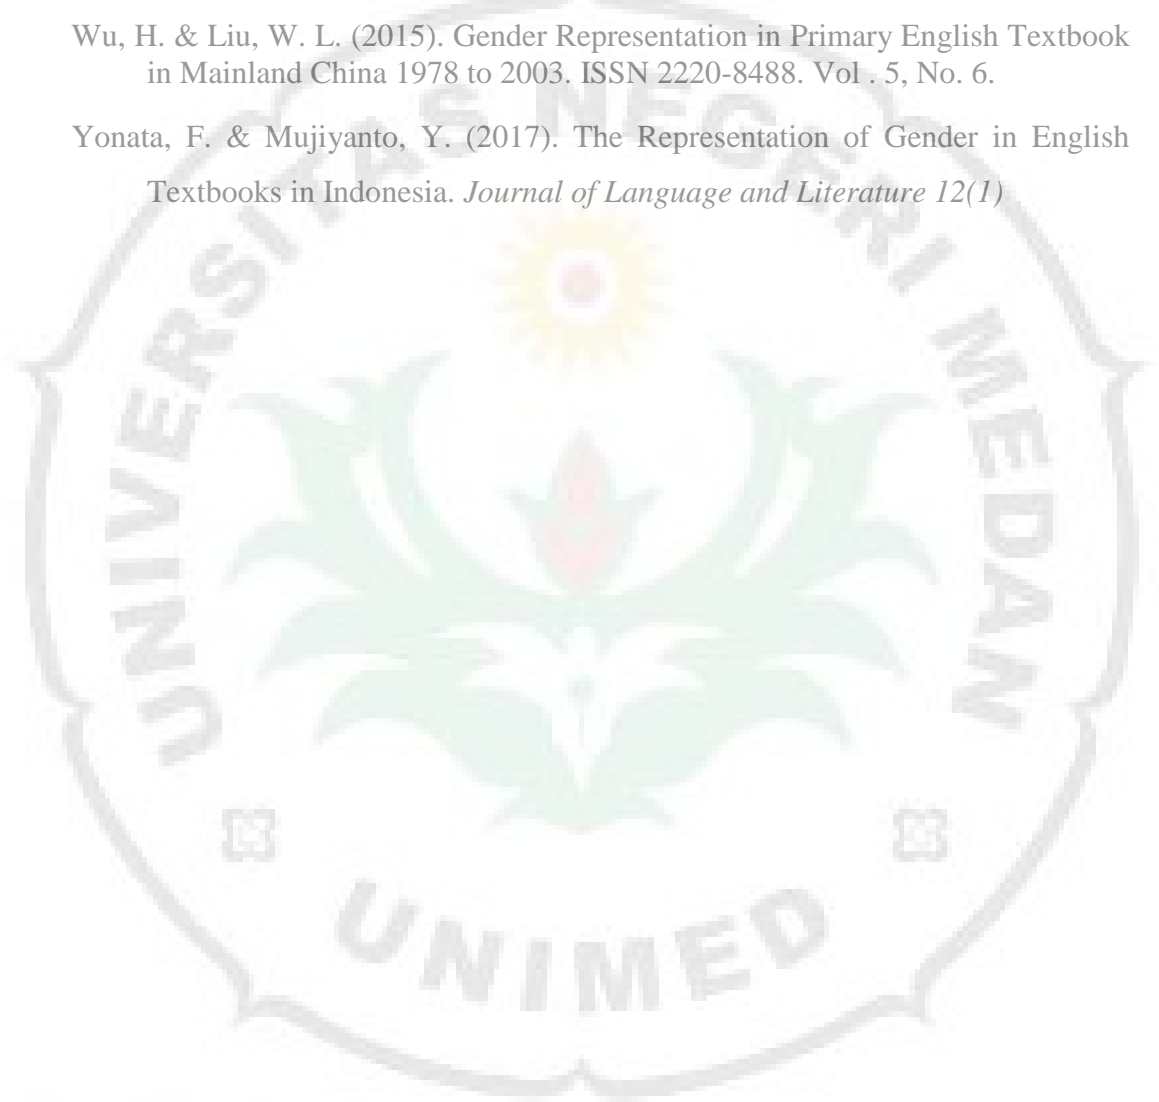 Wu, H. & Liu, W. L. (2015). Gender Representation in Primary English Textbook
in Mainland China 1978 to 2003. ISSN 2220-8488. Vol . 5, No. 6.
Yonata, F. & Mujiyanto, Y. (2017). The Representation of Gender in English
Textbooks in Indonesia. Journal of Language and Literature 12(1)
UNIVERSITAS NEGERI MEDAN
UNIMED